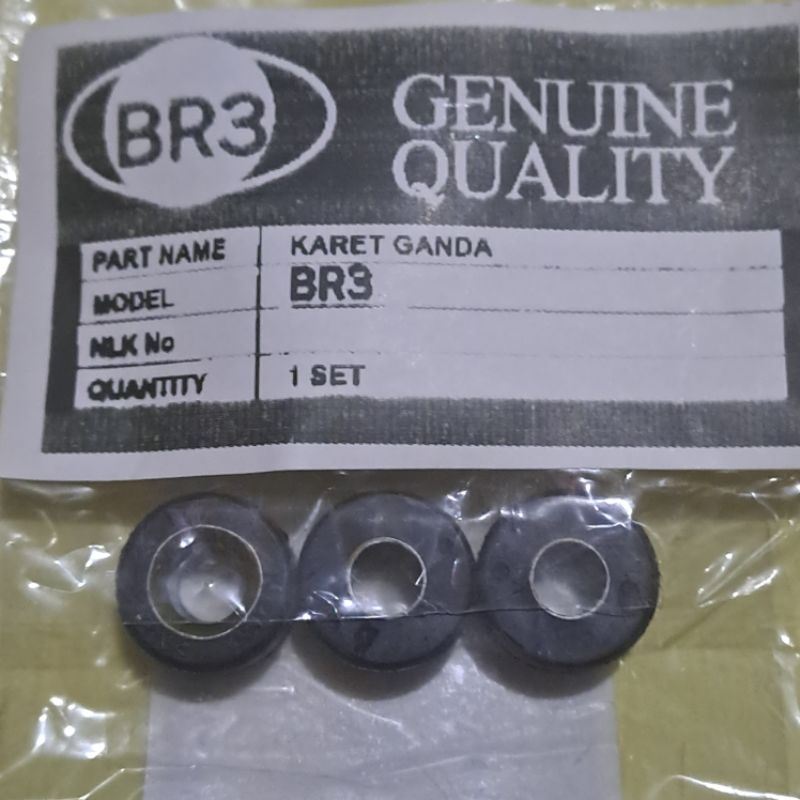 BR3
GENUINE
QUALITY
PART NAME KARET GANDA
MODEL BR3
NLK No
QUANTITY 1 SET